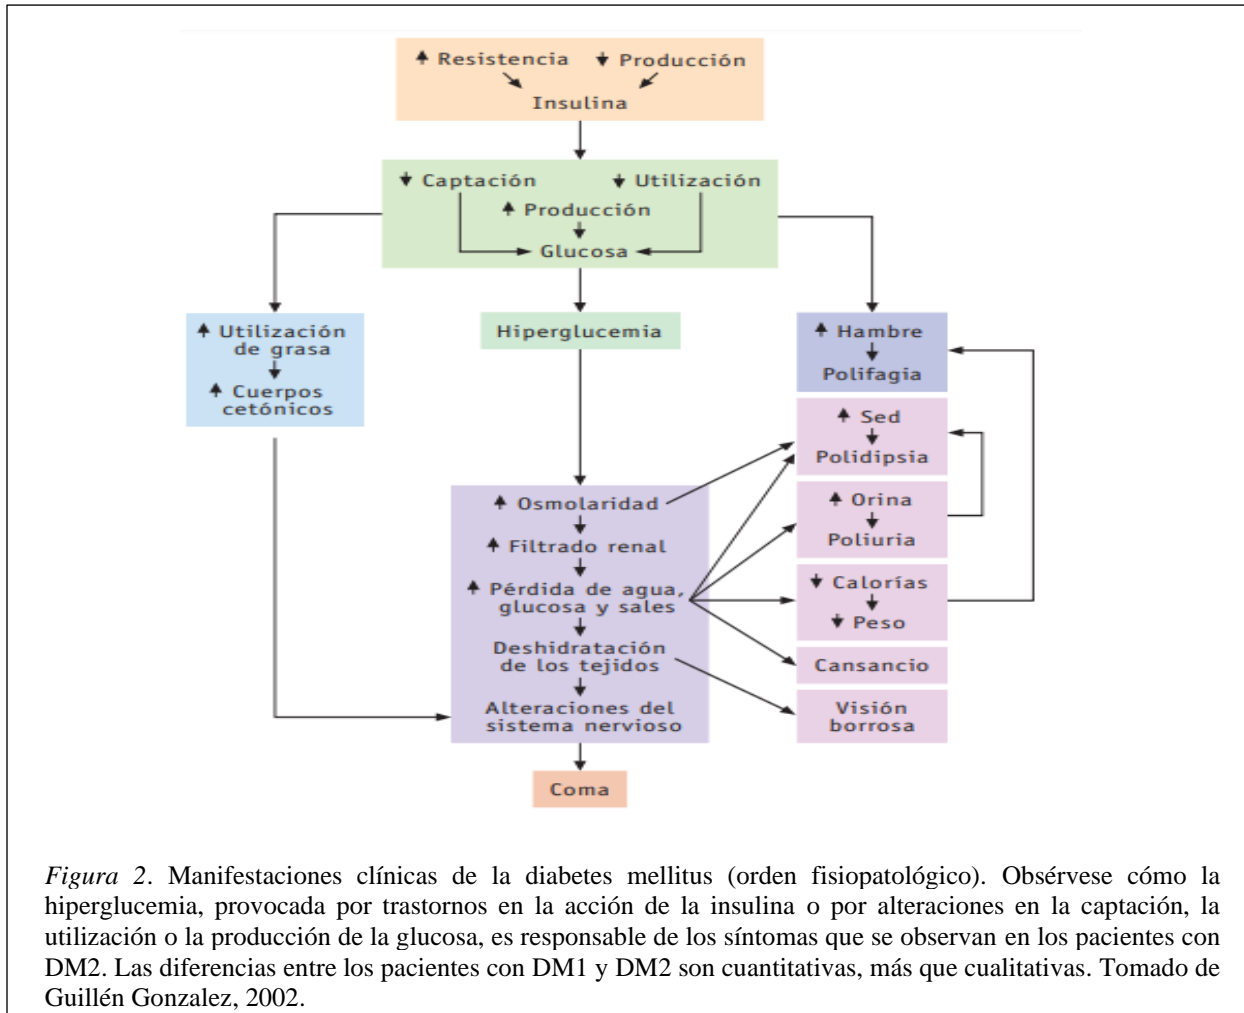 Resistencia Producción
Insulina
Captación Utilización
Producción
Glucosa
Utilización
de grasa
Cuerpos
cetónicos
Hiperglucemia
Hambre
Polifagia
Sed
Polidipsia
Orina
Poliuria
Calorías
Peso
Cansancio
Visión
borrosa
Osmolaridad
Filtrado renal
Pérdida de agua,
glucosa y sales
Deshidratación
de los tejidos
Alteraciones del
sistema nervioso
Coma
Figura 2. Manifestaciones clínicas de la diabetes mellitus (orden fisiopatológico). Obsérvese cómo la
hiperglucemia, provocada por trastornos en la acción de la insulina o por alteraciones en la captación, la
utilización o la producción de la glucosa, es responsable de los síntomas que se observan en los pacientes con
DM2. Las diferencias entre los pacientes con DM1 y DM2 son cuantitativas, más que cualitativas. Tomado de
Guillén Gonzalez, 2002.